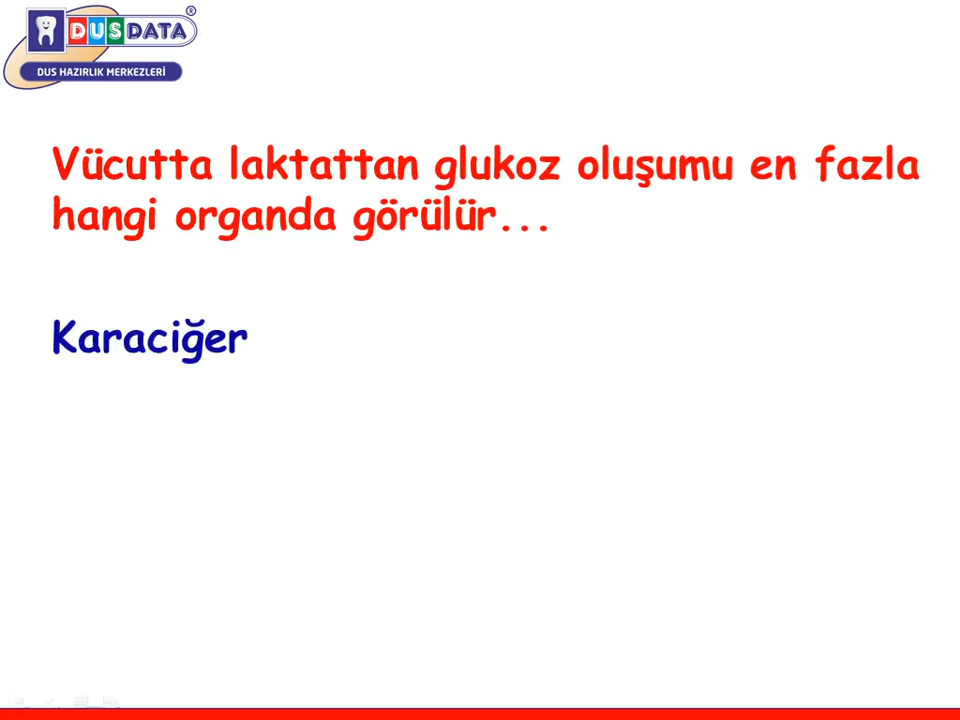 DUSDATA®
DUS HAZIRLIK MERKEZLERİ
Vücutta laktattan glukoz oluşumu en fazla
hangi organda görülür...
Karaciğer